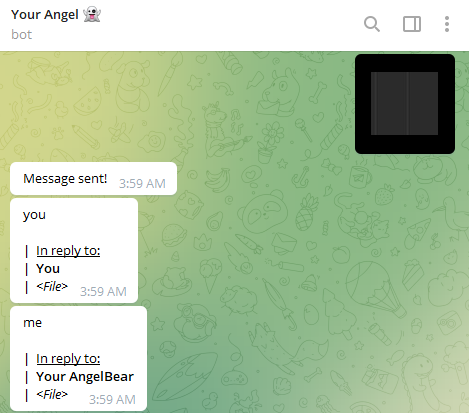 Your Angel 👻
bot
Message sent! 3:59 AM
you
| In reply to:
| You
| <File> 3:59 AM
me
| In reply to:
| Your AngelBear
| <File> 3:59 AM